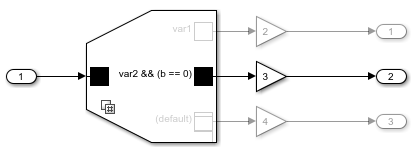 var1
2
1
1
var2 && (b == 0)
3
2
(default)
4
3